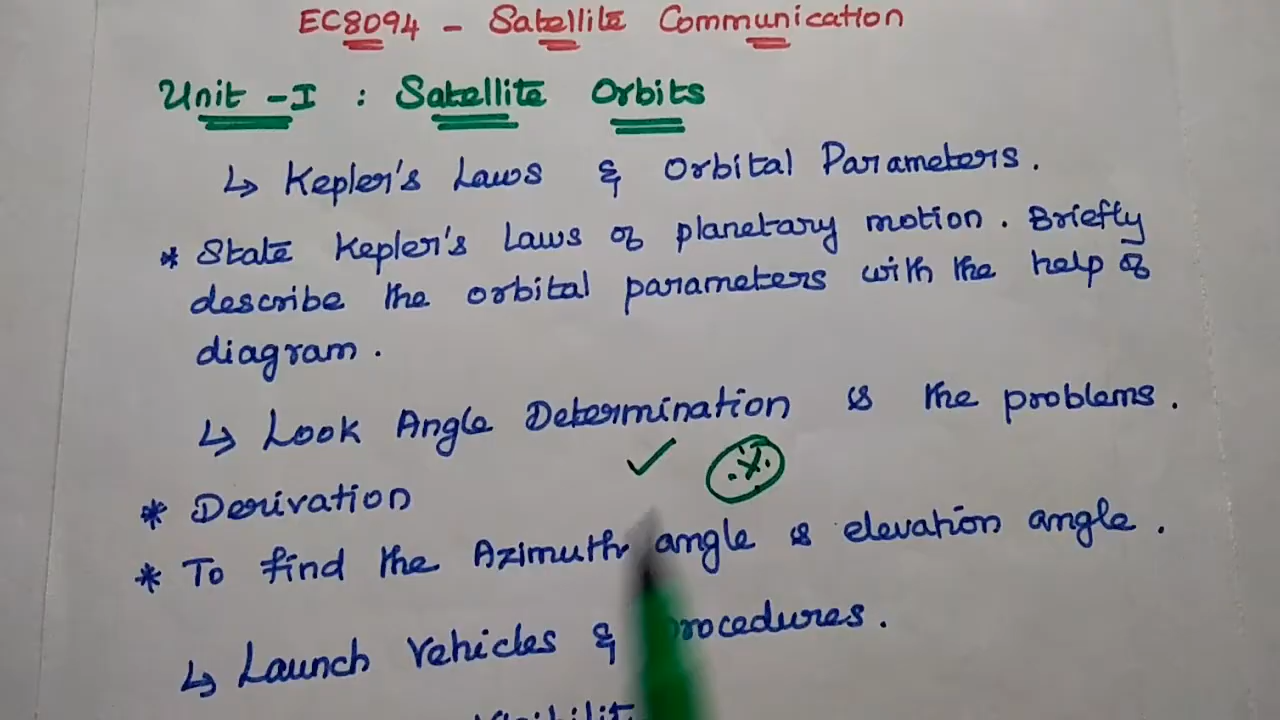 EC8094 - Satellite Communication
Unit - I : Satellite Orbits
↳ Kepler's Laws & Orbital Parameters.
* State Kepler's Laws of planetary motion. Briefly
describe the orbital parameters with the help of
diagram.
↳ Look Angle Determination & the problems.
* Derivation
* To find the Azimuth angle & elevation angle.
↳ Launch Vehicles & procedures.